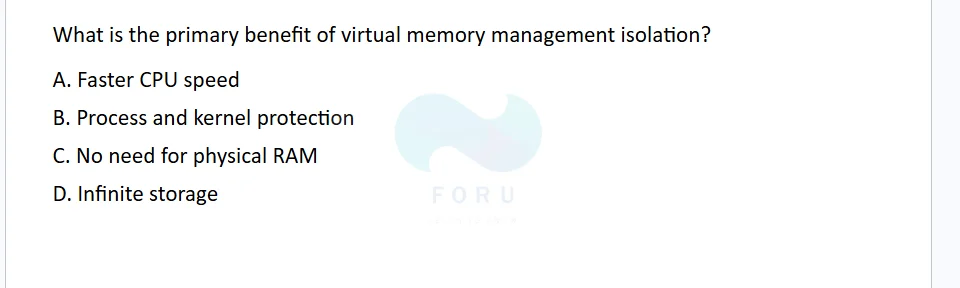 What is the primary benefit of virtual memory management isolation?
A. Faster CPU speed
B. Process and kernel protection
C. No need for physical RAM
D. Infinite storage
FORU